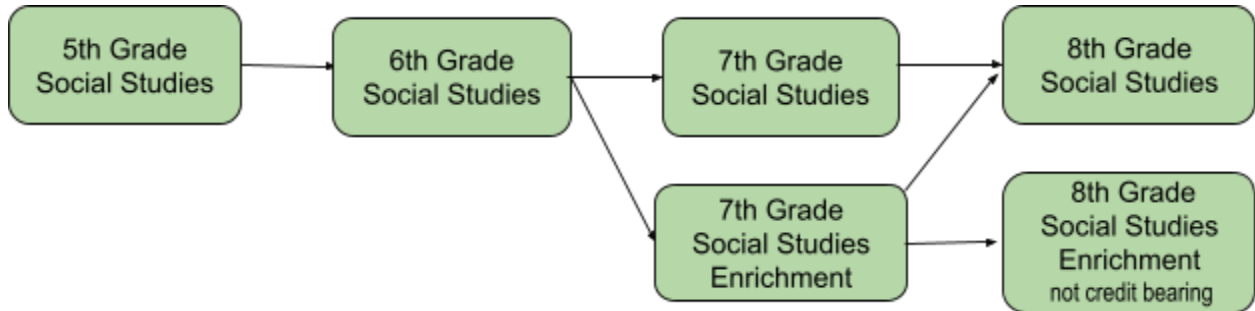 5th Grade
Social Studies
6th Grade
Social Studies
7th Grade
Social Studies
8th Grade
Social Studies
7th Grade
Social Studies
Enrichment
8th Grade
Social Studies
Enrichment
not credit bearing